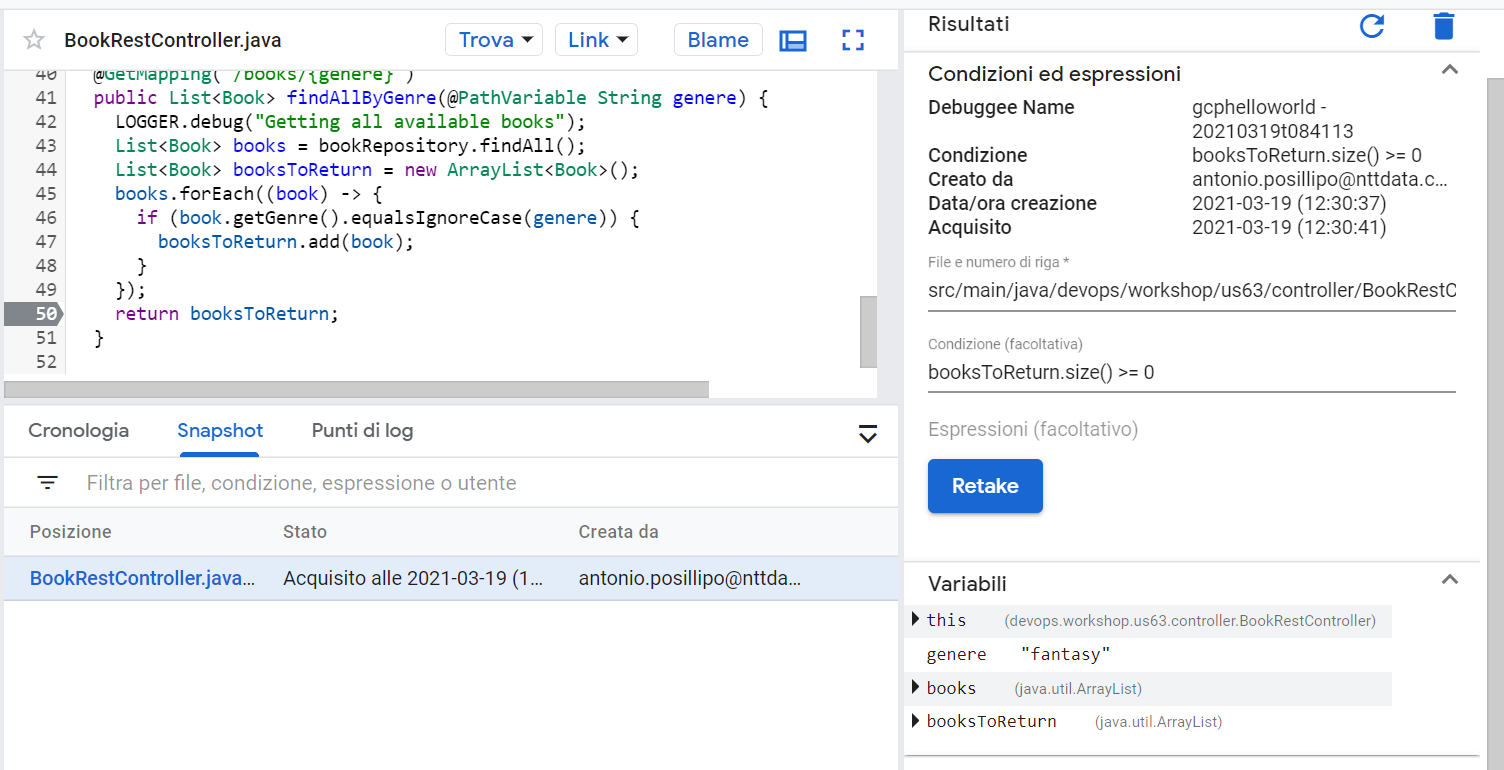 BookRestController.java
Trova
Link
Blame
40 @GetMapping("/books/{genere}")
41 public List<Book> findAllByGenre(@PathVariable String genere) {
42 LOGGER.debug("Getting all available books");
43 List<Book> books = bookRepository.findAll();
44 List<Book> booksToReturn = new ArrayList<Book>();
45 books.forEach((book) -> {
46 if (book.getGenre().equalsIgnoreCase(genere)) {
47 booksToReturn.add(book);
48 }
49 });
50 return booksToReturn;
51 }
52
Cronologia
Snapshot
Punti di log
Filtra per file, condizione, espressione o utente
Posizione Stato Creata da
BookRestController.java… Acquisito alle 2021-03-19 (1… antonio.posillipo@nttda…
Risultati
Condizioni ed espressioni
Debuggee Name gcphelloworld -
20210319t084113
Condizione booksToReturn.size() >= 0
Creato da antonio.posillipo@nttdata.c…
Data/ora creazione 2021-03-19 (12:30:37)
Acquisito 2021-03-19 (12:30:41)
File e numero di riga *
src/main/java/devops/workshop/us63/controller/BookRestC
Condizione (facoltativa)
booksToReturn.size() >= 0
Espressioni (facoltativo)
Retake
Variabili
this (devops.workshop.us63.controller.BookRestController)
genere "fantasy"
books (java.util.ArrayList)
booksToReturn (java.util.ArrayList)